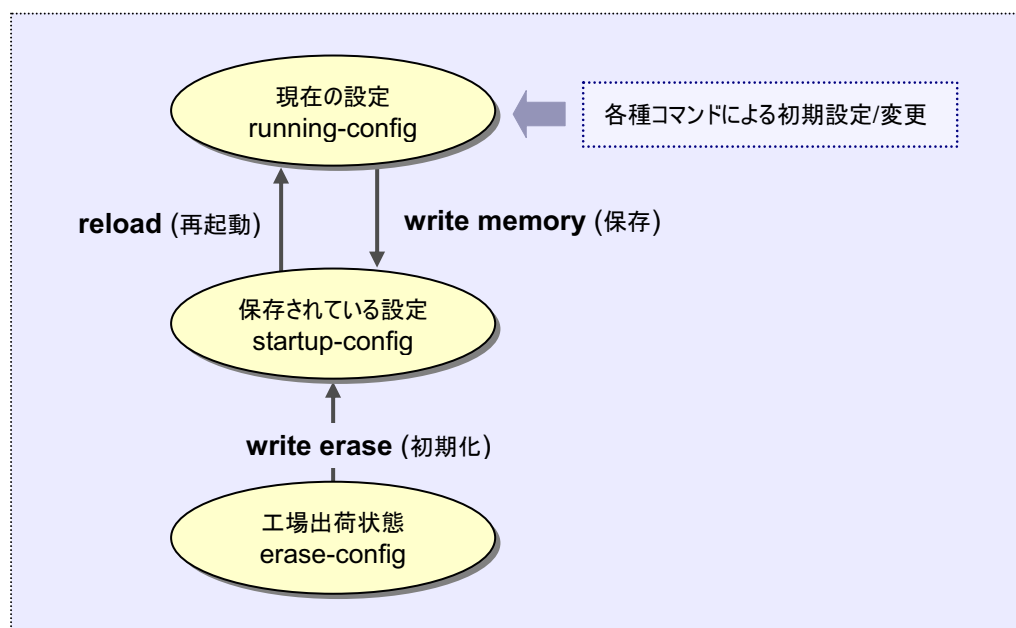 現在の設定
running-config
各種コマンドによる初期設定/変更
reload (再起動)
write memory (保存)
保存されている設定
startup-config
write erase (初期化)
工場出荷状態
erase-config